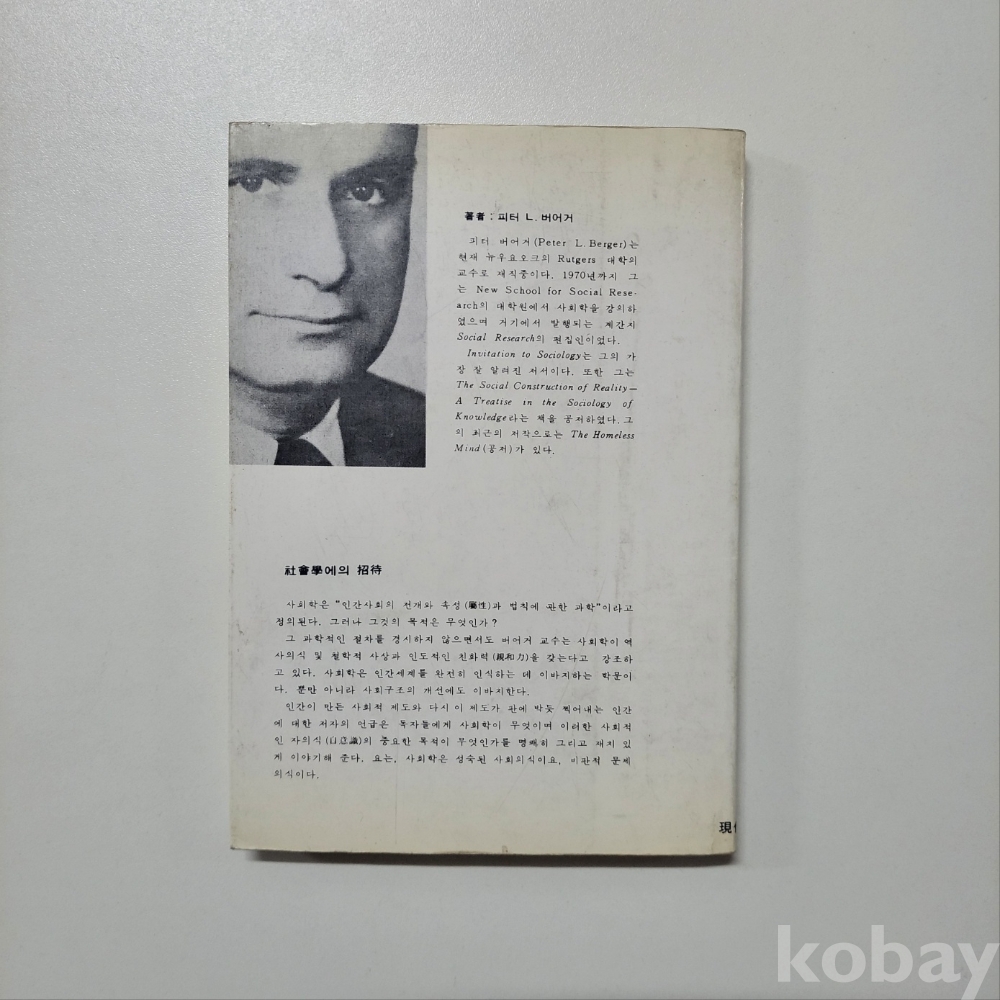 著者 : 피터 L. 버어거
피터 버어거(Peter L. Berger)는
현재 뉴우요오크의 Rutgers 대학의
교수로 재직중이다. 1970년까지 그
는 New School for Social Rese-
arch의 대학원에서 사회학을 강의하
였으며 거기에서 발행되는 계간지
Social Research의 편집인이었다.
Invitation to Sociology는 그의 가
장 잘 알려진 저서이다. 또한 그는
The Social Construction of Reality—
A Treatise in the Sociology of
Knowledge라는 책을 공저하였다. 그
의 최근의 저작으로는 The Homeless
Mind(공저)가 있다.
社會學에의 招待
사회학은 "인간사회의 전개와 속성(屬性)과 법칙에 관한 과학"이라고
정의된다. 그러나 그것의 목적은 무엇인가?
그 과학적인 절차를 경시하지 않으면서도 버어거 교수는 사회학이 역
사의식 및 철학적 사상과 인도적인 친화력(親和力)을 갖는다고 강조하
고 있다. 사회학은 인간세계를 완전히 인식하는 데 이바지하는 학문이
다. 뿐만 아니라 사회구조의 개선에도 이바지한다.
인간이 만든 사회적 제도와 다시 이 제도가 판에 박듯 찍어내는 인간
에 대한 저자의 언급은 독자들에게 사회학이 무엇이며 이러한 사회적
인 자의식(自意識)의 중요한 목적이 무엇인가를 명쾌히 그리고 재치 있
게 이야기해 준다. 요는, 사회학은 성숙된 사회의식이요, 비판적 문제
의식이다.
現
kobay